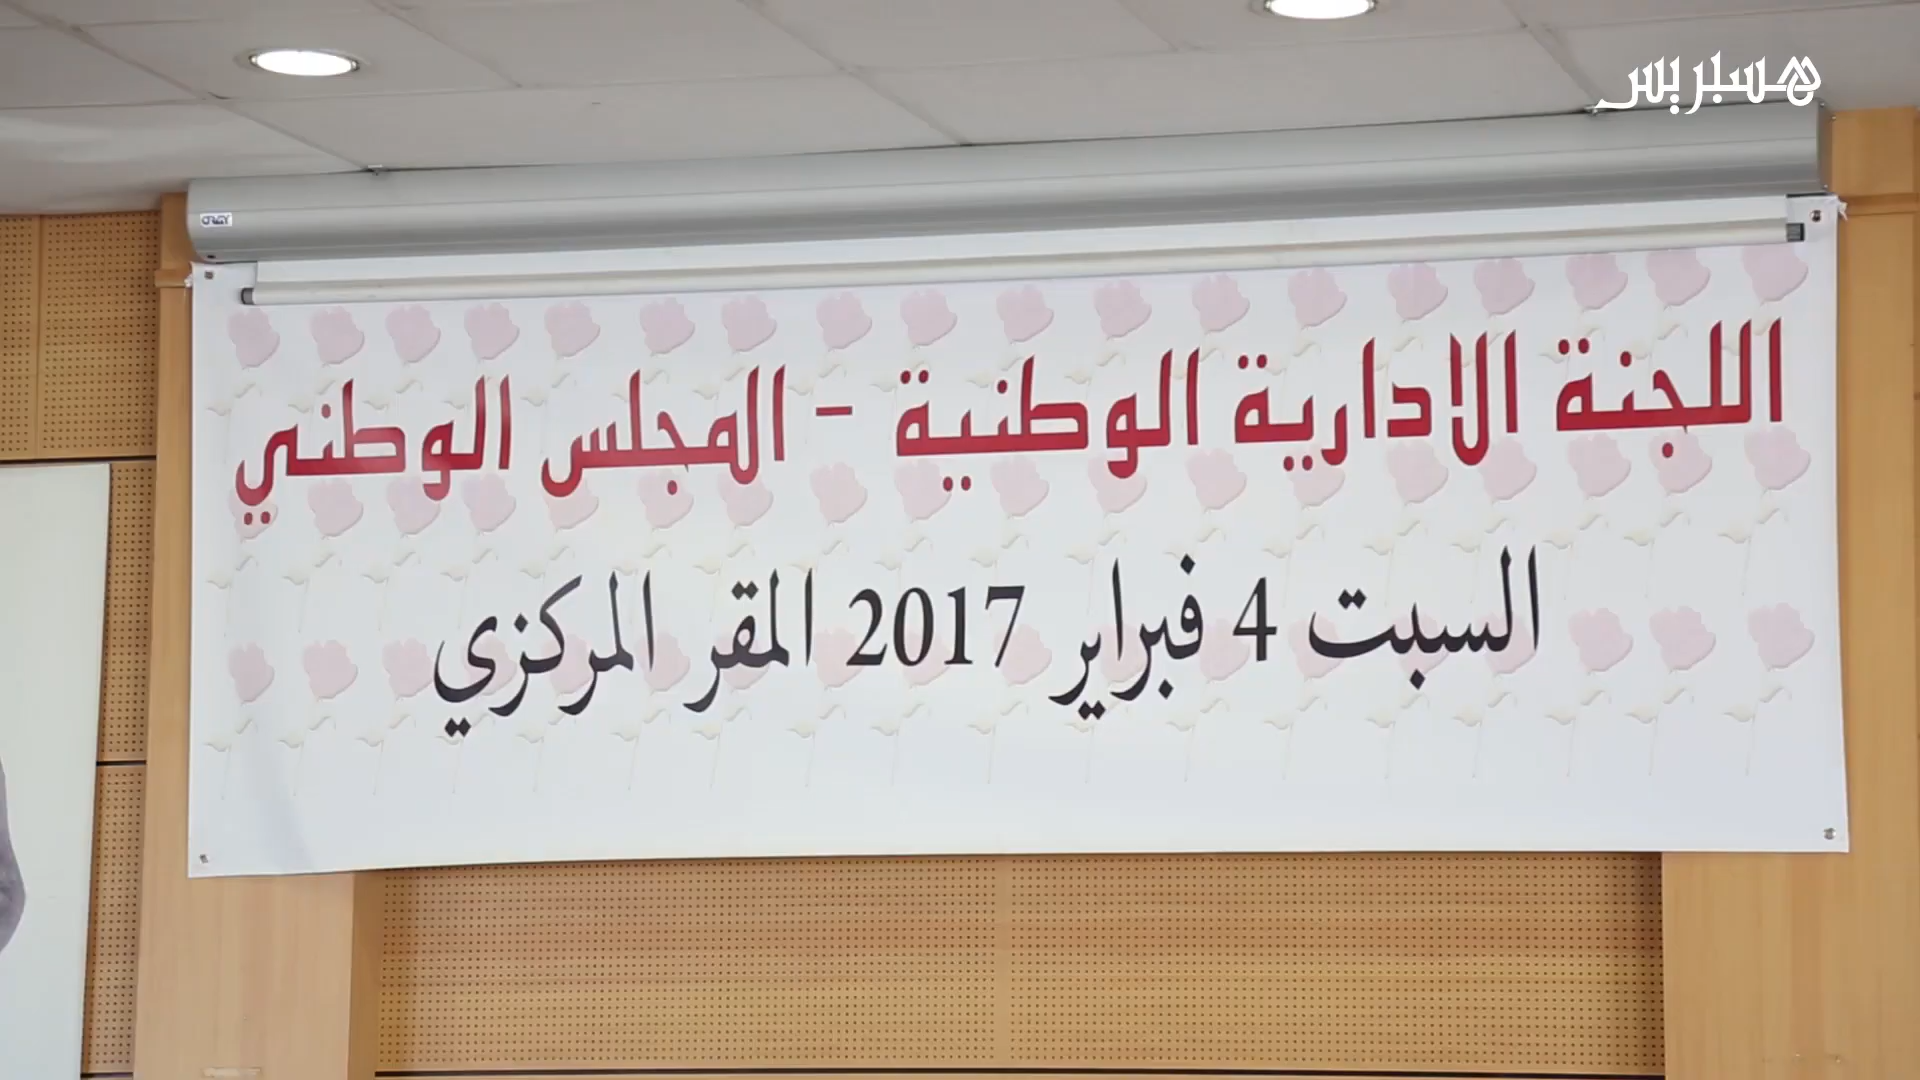 هسبريس
اللجنة الادارية الوطنية - المجلس الوطني
السبت 4 فبراير 2017 المقر المركزي